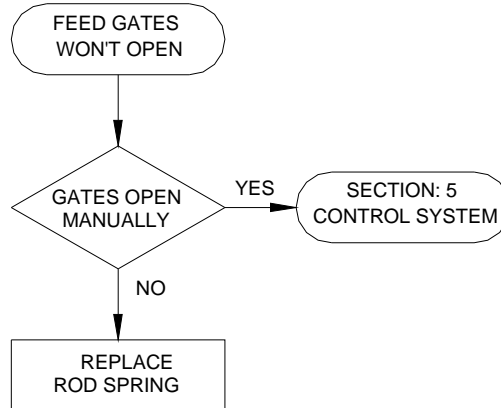 FEED GATES
WON'T OPEN
GATES OPEN
MANUALLY
YES
SECTION: 5
CONTROL SYSTEM
NO
REPLACE
ROD SPRING